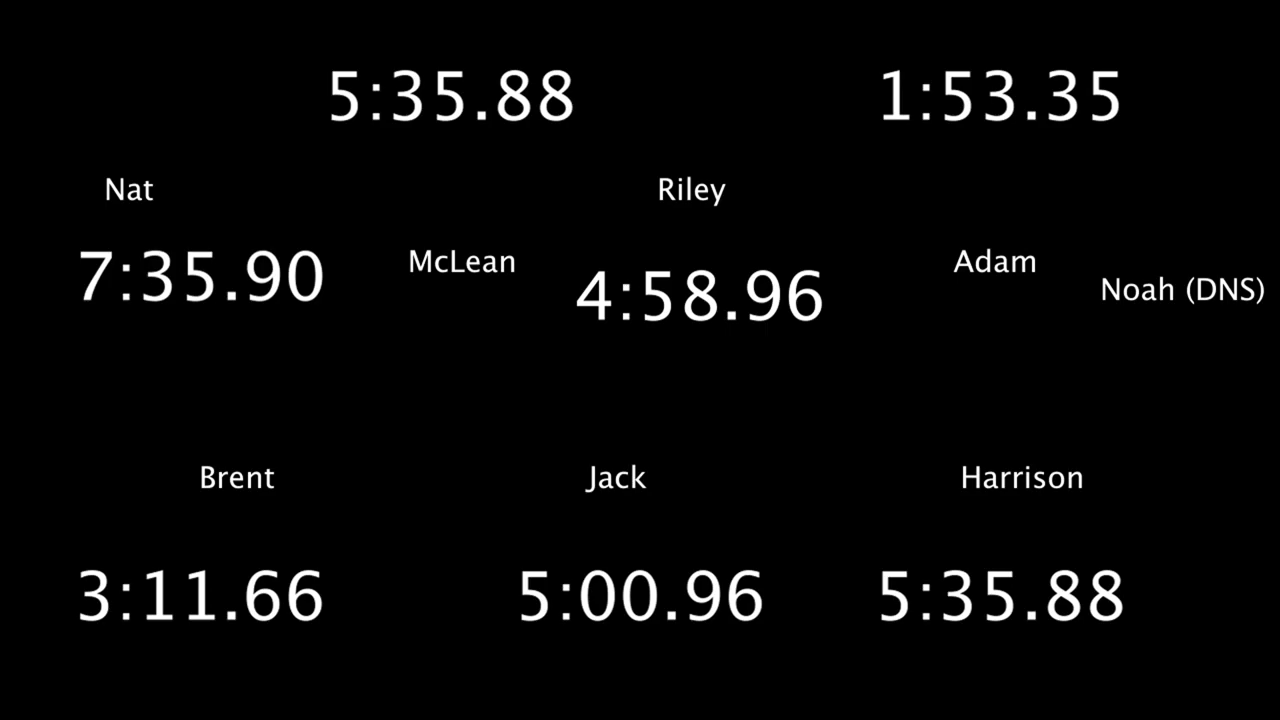 5:35.88 1:53.35
Nat Riley
7:35.90 McLean 4:58.96 Adam Noah (DNS)
Brent Jack Harrison
3:11.66 5:00.96 5:35.88